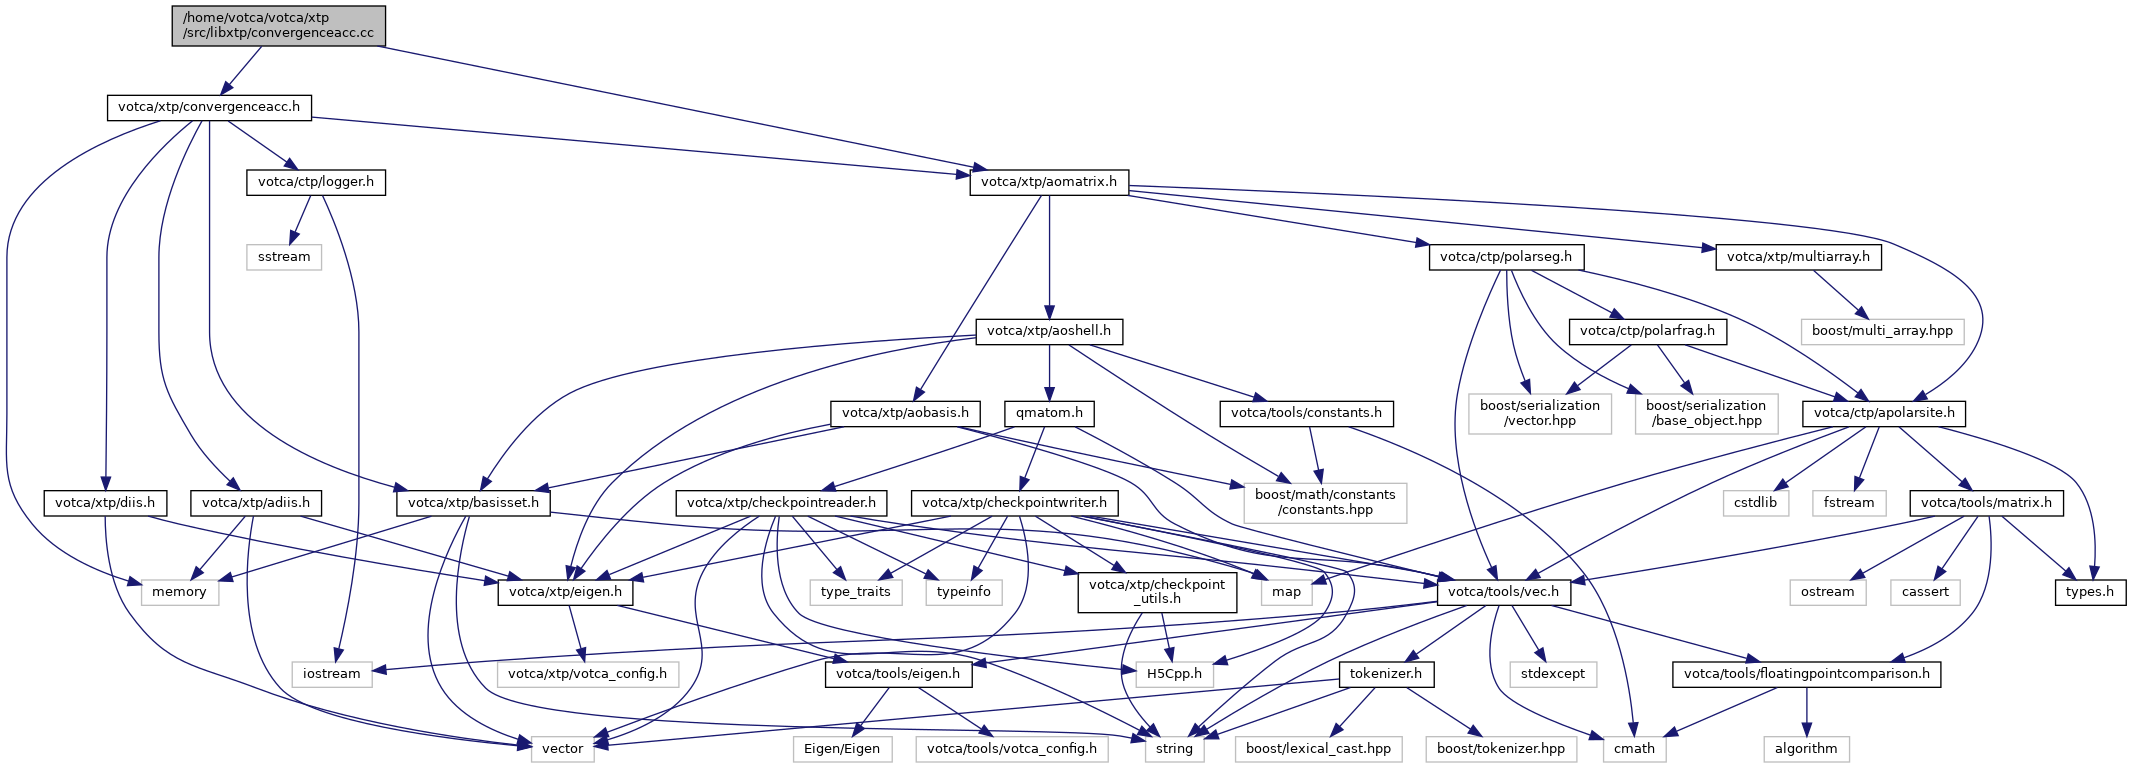 /home/votca/votca/xtp
/src/libxtp/convergenceacc.cc
votca/xtp/convergenceacc.h
votca/ctp/logger.h
votca/xtp/aomatrix.h
sstream
votca/ctp/polarseg.h
votca/xtp/multiarray.h
votca/xtp/aoshell.h
votca/ctp/polarfrag.h
boost/multi_array.hpp
votca/xtp/aobasis.h
qmatom.h
votca/tools/constants.h
boost/serialization
/vector.hpp
boost/serialization
/base_object.hpp
votca/ctp/apolarsite.h
votca/xtp/diis.h
votca/xtp/adiis.h
votca/xtp/basisset.h
votca/xtp/checkpointreader.h
votca/xtp/checkpointwriter.h
boost/math/constants
/constants.hpp
cstdlib
fstream
votca/tools/matrix.h
memory
votca/xtp/eigen.h
type_traits
typeinfo
votca/xtp/checkpoint
_utils.h
map
votca/tools/vec.h
ostream
cassert
types.h
iostream
votca/xtp/votca_config.h
votca/tools/eigen.h
H5Cpp.h
tokenizer.h
stdexcept
votca/tools/floatingpointcomparison.h
vector
Eigen/Eigen
votca/tools/votca_config.h
string
boost/lexical_cast.hpp
boost/tokenizer.hpp
cmath
algorithm